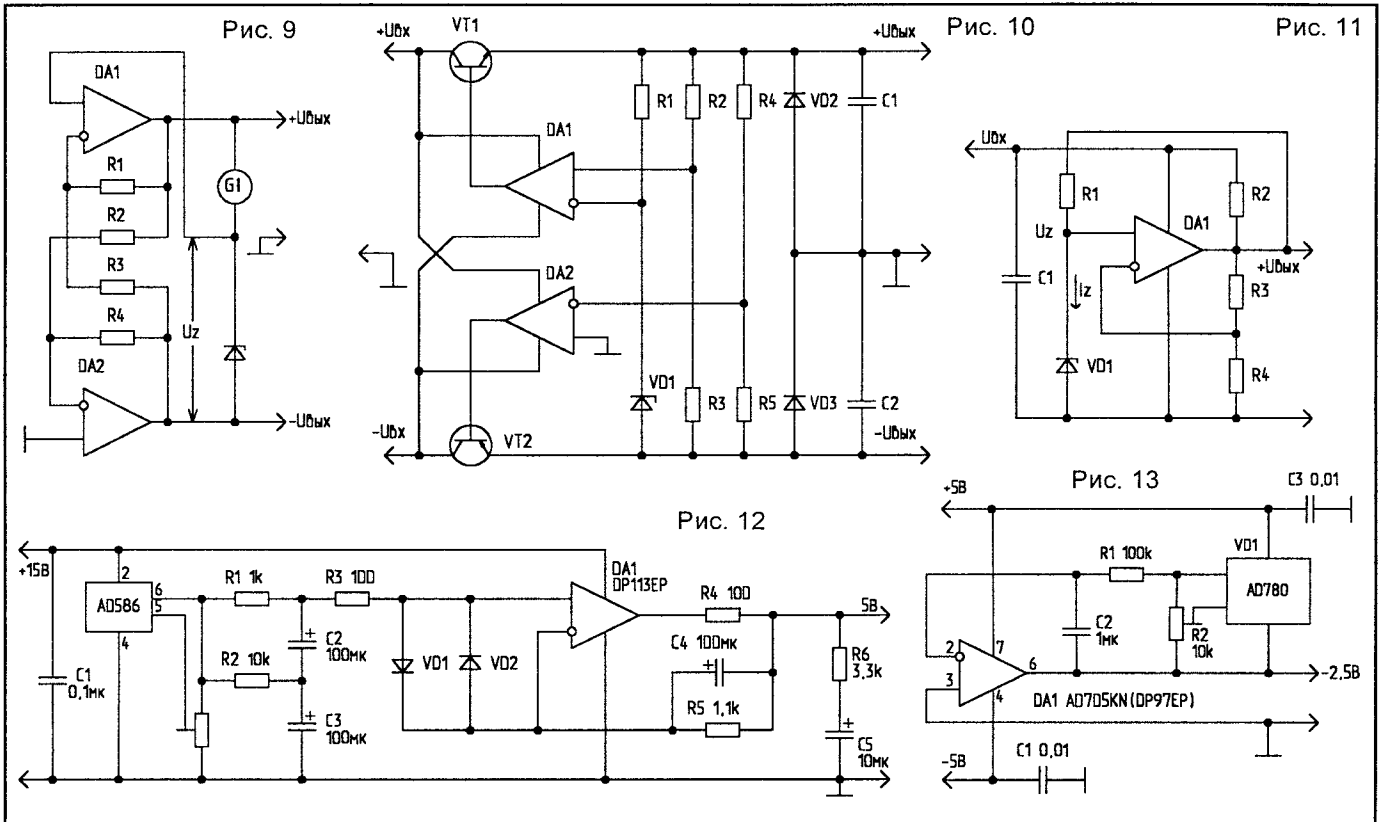 Рис. 9
DA1
+Uвых
R1
G1
R2
R3
Uz
R4
DA2
-Uвых
Рис. 10
VT1
+Uвх
+Uвых
R1
R2
R4
VD2
C1
DA1
DA2
VD1
R3
R5
VD3
C2
-Uвх
VT2
-Uвых
Рис. 11
Uвх
R1
R2
DA1
Uz
+Uвых
C1
Iz
R3
VD1
R4
Рис. 12
+15В
2
AD586
6
5
4
R1 1k
R3 100
DA1
DP113EP
R4 100
5В
C2
100мк
VD1
VD2
C4 100мк
R6
3,3k
R2 10k
C1
0,1мк
C3
100мк
R5 1,1k
C5
10мк
Рис. 13
+5В
C3 0,01
VD1
R1 100k
AD780
C2
1мк
R2
10k
2
7
6
3
4
-2,5В
DA1 AD705KN(DP97EP)
C1 0,01
-5В